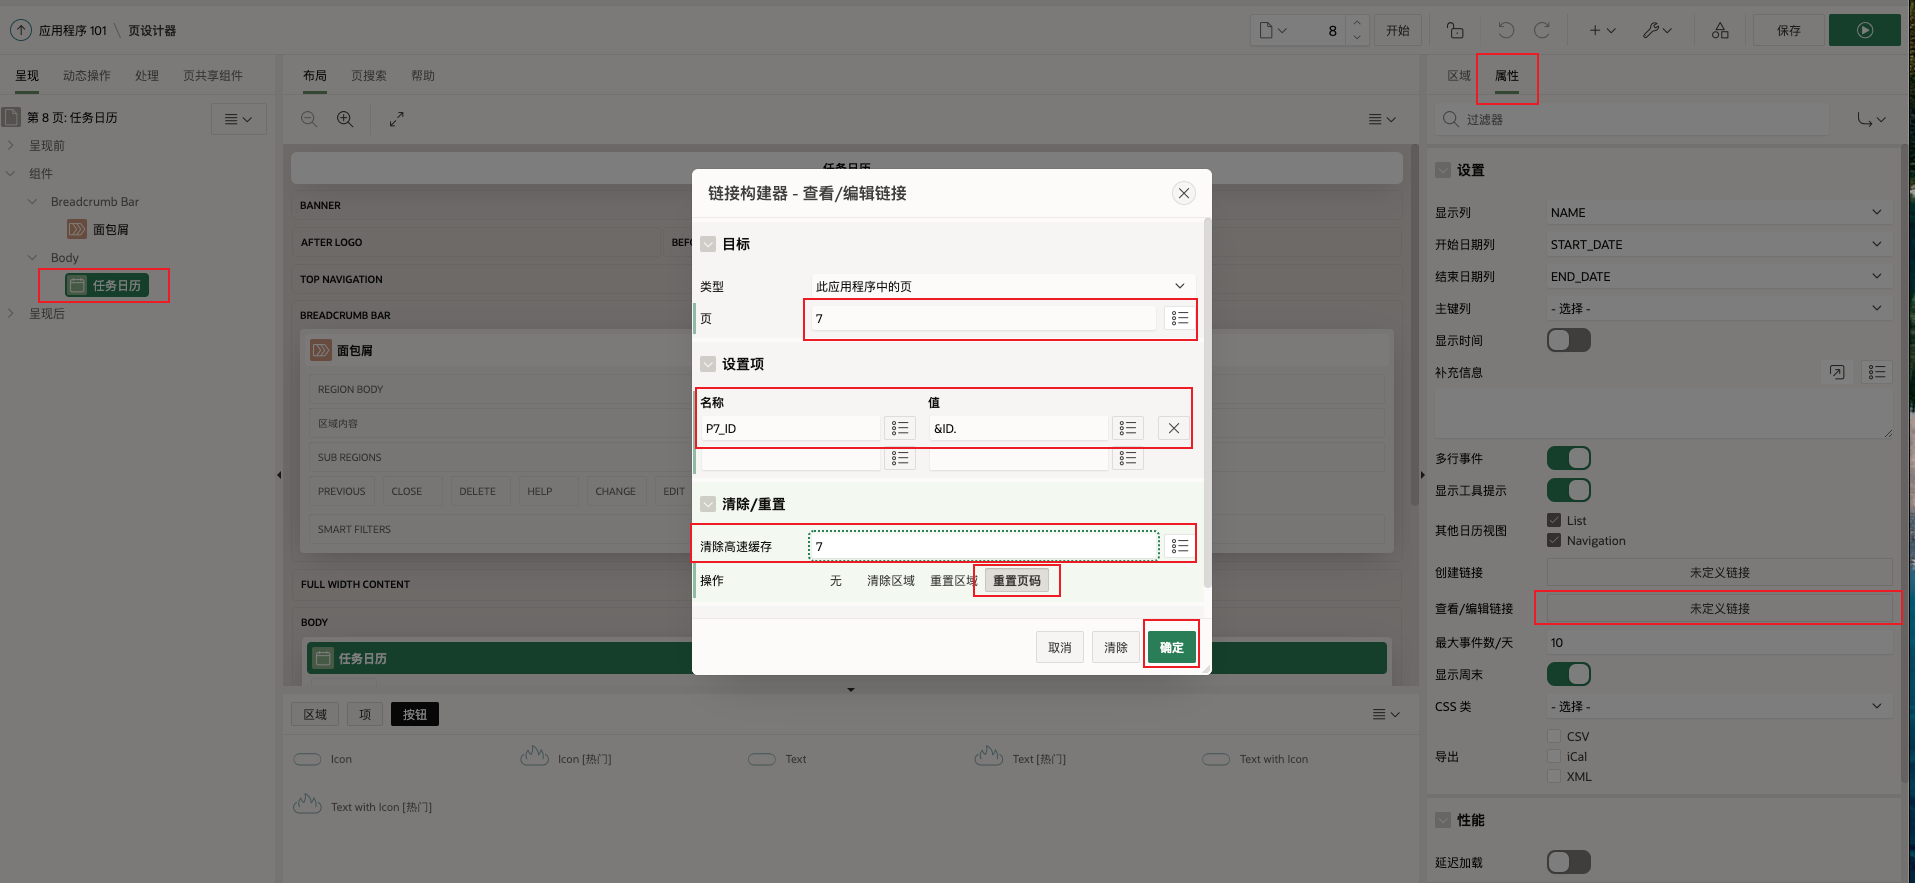 应用程序 101 \ 页设计器
8
开始
保存
呈现 动态操作 处理 页共享组件
第 8 页: 任务日历
呈现前
组件
Breadcrumb Bar
面包屑
Body
任务日历
呈现后
布局 页搜索 帮助
任务日历
BANNER
AFTER LOGO
TOP NAVIGATION
BREADCRUMB BAR
面包屑
REGION BODY
区域内容
SUB REGIONS
PREVIOUS CLOSE DELETE HELP CHANGE EDIT
SMART FILTERS
FULL WIDTH CONTENT
BODY
任务日历
区域 项 按钮
Icon
Icon [热门]
Text
Text [热门]
Text with Icon
Text with Icon [热门]
链接构建器 - 查看/编辑链接
目标
类型 此应用程序中的页
页 7
设置项
名称 值
P7_ID &ID.
清除/重置
清除高速缓存 7
操作 无 清除区域 重置区域 重置页码
取消 清除 确定
区域 属性
过滤器
设置
显示列 NAME
开始日期列 START_DATE
结束日期列 END_DATE
主键列 - 选择 -
显示时间
补充信息
多行事件
显示工具提示
其他日历视图 List
Navigation
创建链接 未定义链接
查看/编辑链接 未定义链接
最大事件数/天 10
显示周末
CSS 类 - 选择 -
导出 CSV
iCal
XML
性能
延迟加载